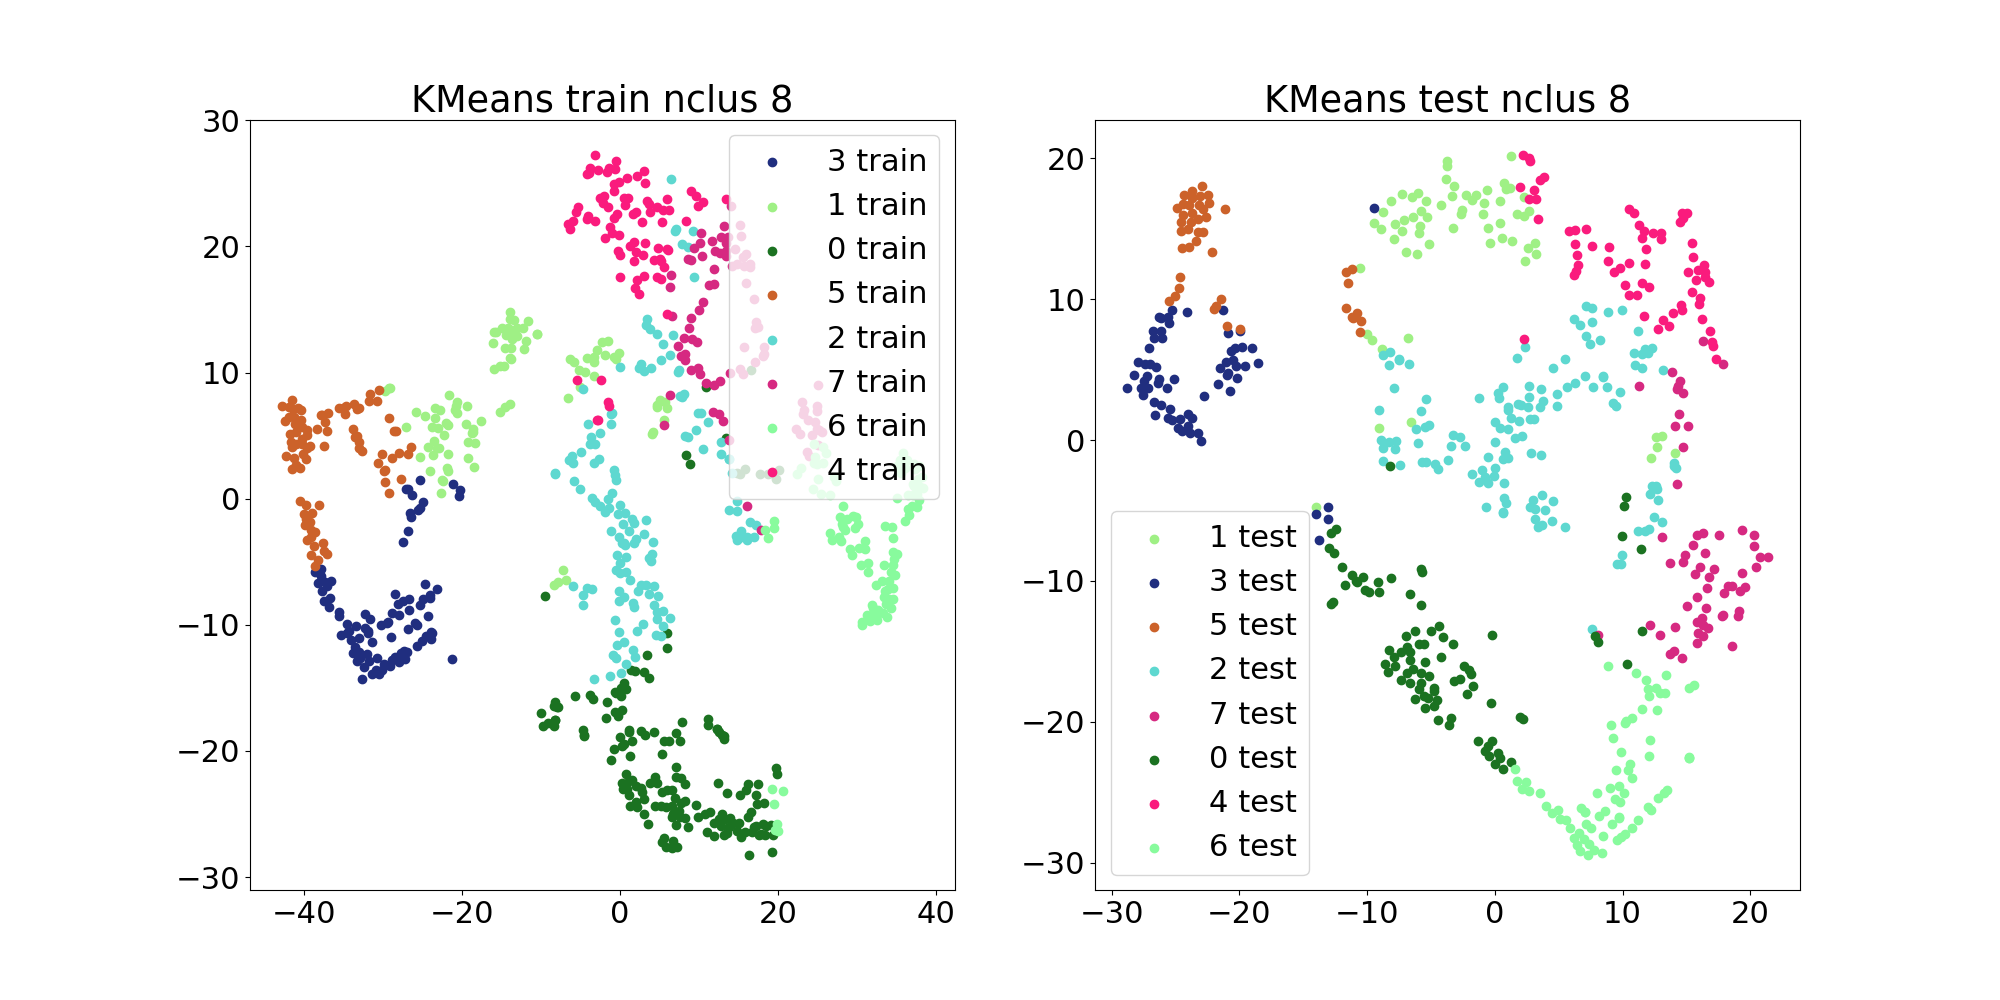 KMeans train nclus 8
30
20
10
0
−10
−20
−30
−40
−20
0
20
40
3 train
1 train
0 train
5 train
2 train
7 train
6 train
4 train
KMeans test nclus 8
20
10
0
−10
−20
−30
−30
−20
−10
0
10
20
1 test
3 test
5 test
2 test
7 test
0 test
4 test
6 test